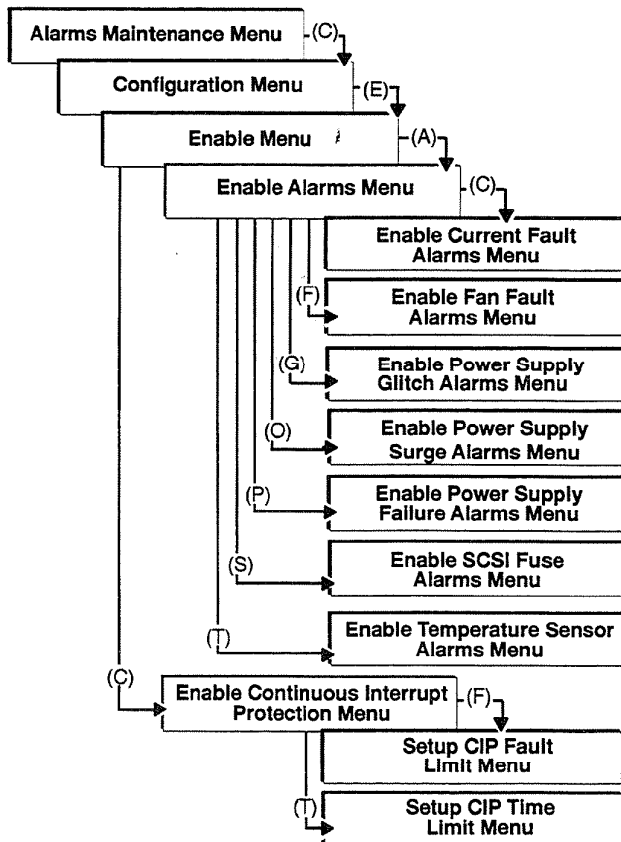 Alarms Maintenance Menu (C)
Configuration Menu (E)
Enable Menu (A)
Enable Alarms Menu (C)
Enable Current Fault
Alarms Menu
(F) Enable Fan Fault
Alarms Menu
(G) Enable Power Supply
Glitch Alarms Menu
(O) Enable Power Supply
Surge Alarms Menu
(P) Enable Power Supply
Failure Alarms Menu
(S) Enable SCSI Fuse
Alarms Menu
(T) Enable Temperature Sensor
Alarms Menu
(C) Enable Continuous Interrupt
Protection Menu (F)
Setup CIP Fault
Limit Menu
(T) Setup CIP Time
Limit Menu